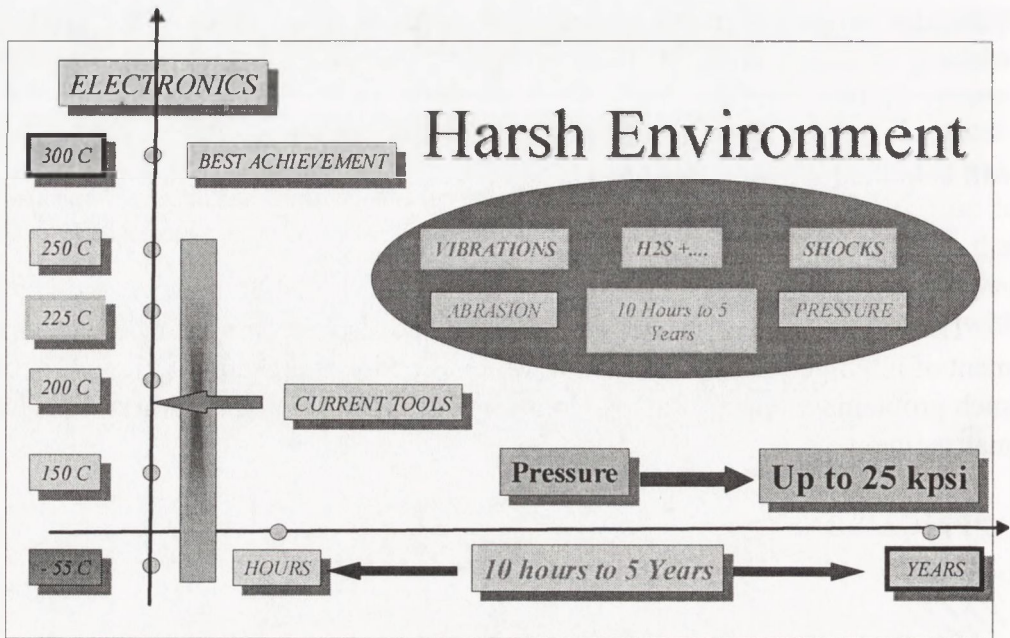 ELECTRONICS
Harsh Environment
300 C
BEST ACHIEVEMENT
250 C
VIBRATIONS
H2S +....
SHOCKS
225 C
ABRASION
10 Hours to 5
Years
PRESSURE
200 C
CURRENT TOOLS
150 C
Pressure
Up to 25 kpsi
- 55 C
HOURS
10 hours to 5 Years
YEARS